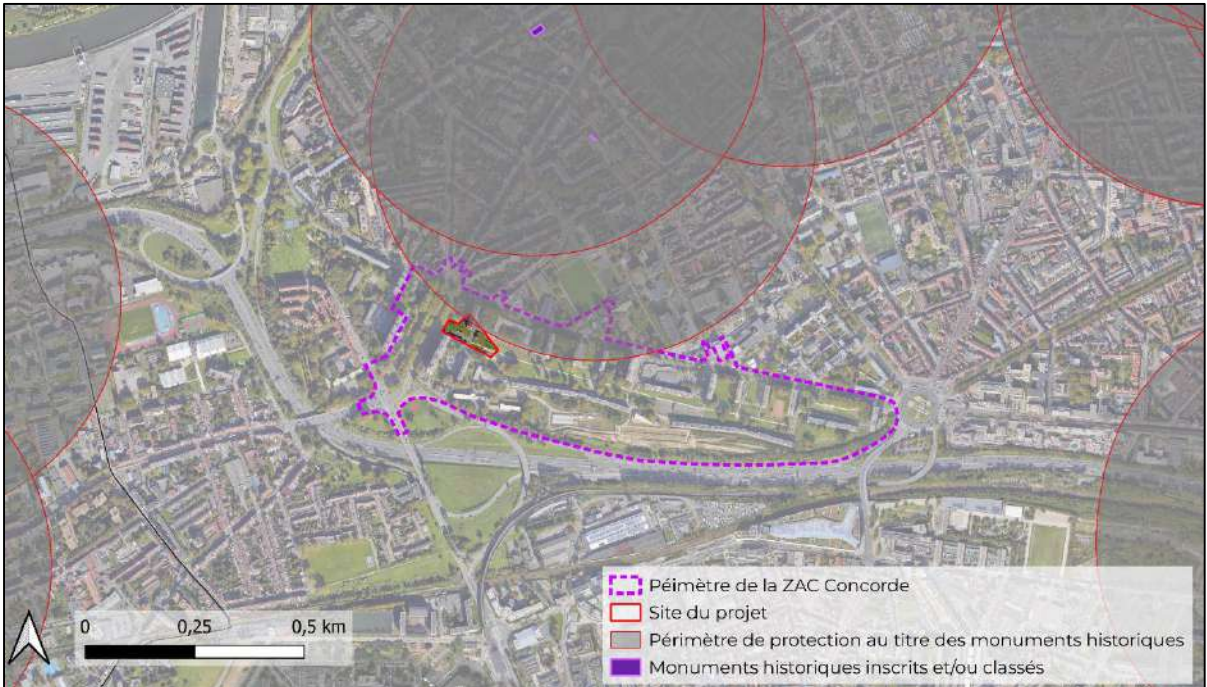 0 0,25 0,5 km
Péimètre de la ZAC Concorde
Site du projet
Périmètre de protection au titre des monuments historiques
Monuments historiques inscrits et/ou classés